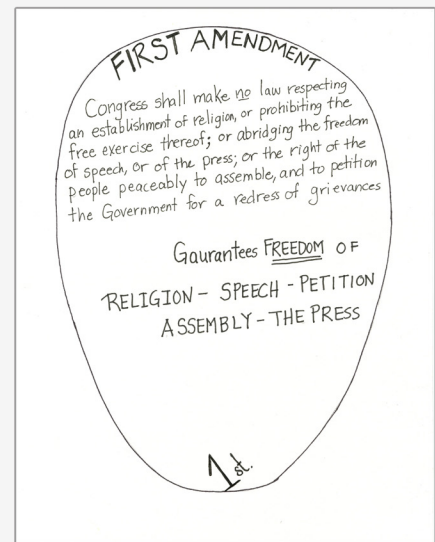 FIRST AMENDMENT
Congress shall make no law respecting
an establishment of religion, or prohibiting the
free exercise thereof; or abridging the freedom
of speech, or of the press; or the right of the
people peaceably to assemble, and to petition
the Government for a redress of grievances
Gaurantees FREEDOM OF
RELIGION - SPEECH - PETITION
ASSEMBLY - THE PRESS
1st.